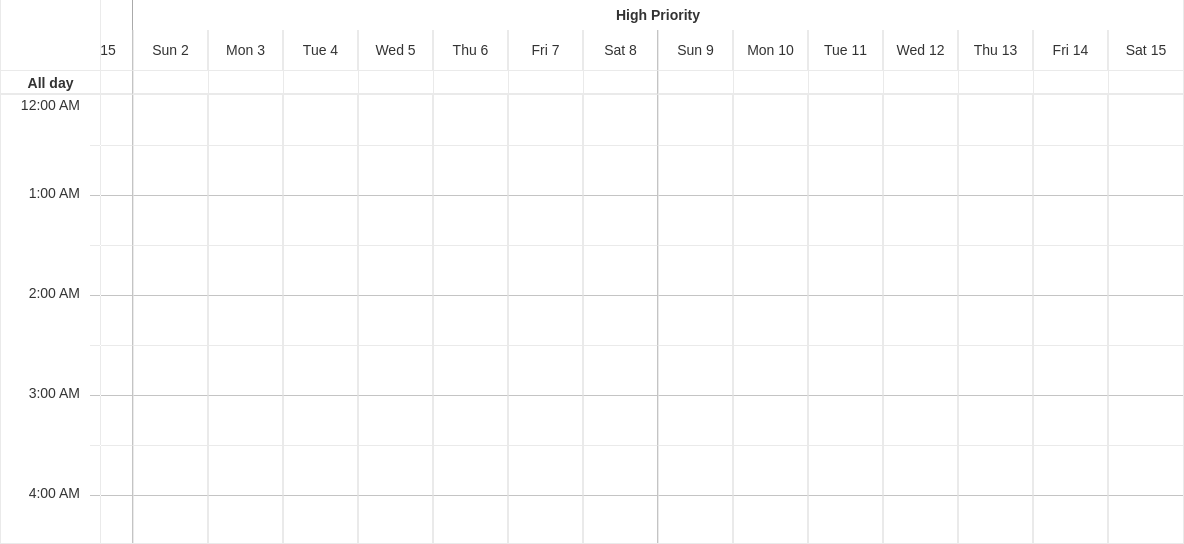 High Priority
15 Sun 2 Mon 3 Tue 4 Wed 5 Thu 6 Fri 7 Sat 8 Sun 9 Mon 10 Tue 11 Wed 12 Thu 13 Fri 14 Sat 15
All day
12:00 AM
1:00 AM
2:00 AM
3:00 AM
4:00 AM